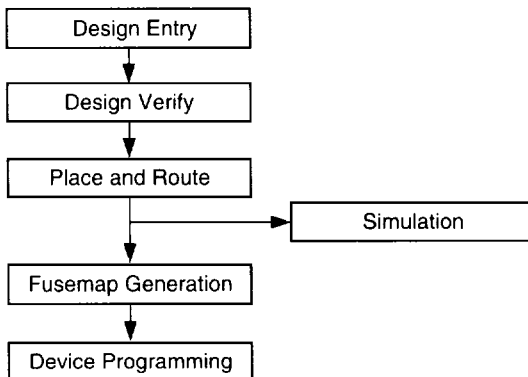 Design Entry
Design Verify
Place and Route
Simulation
Fusemap Generation
Device Programming